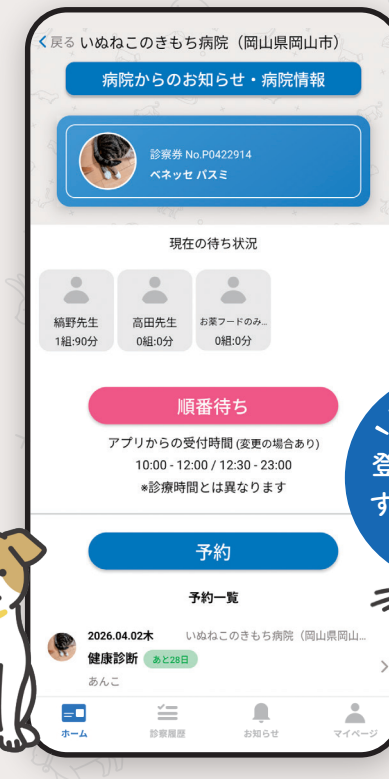 戻る いぬねこのきもち病院（岡山県岡山市）
病院からのお知らせ・病院情報
診察券 No.P0422914
ベネッセ パスミ
現在の待ち状況
縞野先生 高田先生 お薬フードのみ...
1組:90分 0組:0分 0組:0分
順番待ち
アプリからの受付時間 (変更の場合あり)
10:00 - 12:00 / 12:30 - 23:00
※診療時間とは異なります
登
す
予約
予約一覧
2026.04.02木 いぬねこのきもち病院（岡山県岡山...
健康診断 あと28日
あんこ
ホーム 診察履歴 お知らせ マイページ